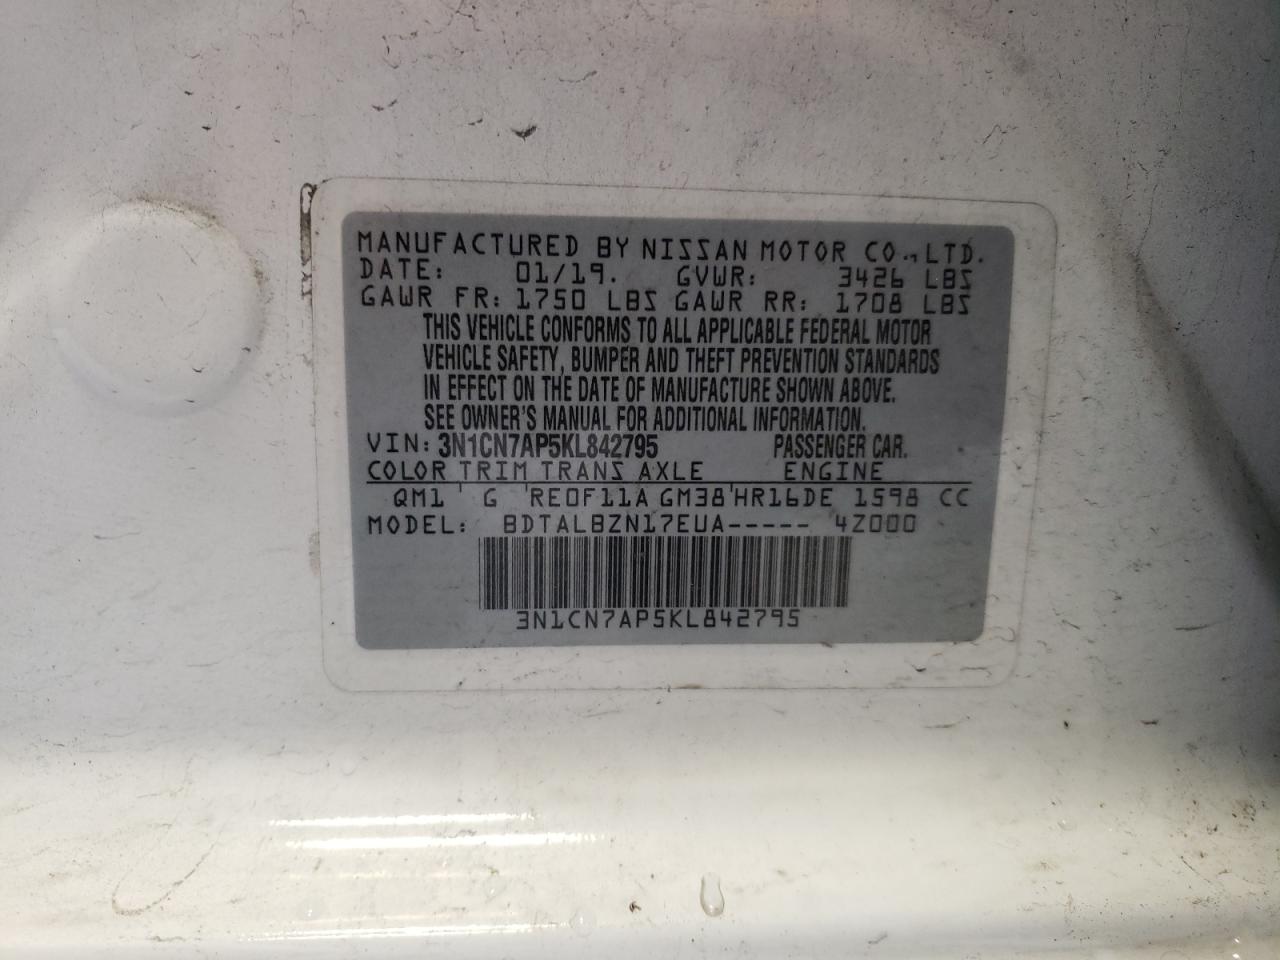 MANUFACTURED BY NISSAN MOTOR CO., LTD.
DATE: 01/19. GVWR: 3426 LBS
GAWR FR: 1750 LBS GAWR RR: 1708 LBS
THIS VEHICLE CONFORMS TO ALL APPLICABLE FEDERAL MOTOR
VEHICLE SAFETY, BUMPER AND THEFT PREVENTION STANDARDS
IN EFFECT ON THE DATE OF MANUFACTURE SHOWN ABOVE.
SEE OWNER'S MANUAL FOR ADDITIONAL INFORMATION.
VIN: 3N1CN7AP5KL842795 PASSENGER CAR.
COLOR TRIM TRANS AXLE ENGINE
QM1 ' G 'RE0F11A GM38'HR16DE 1598 CC
MODEL: BDTALBZN17EUA----- 4Z000
3N1CN7AP5KL842795